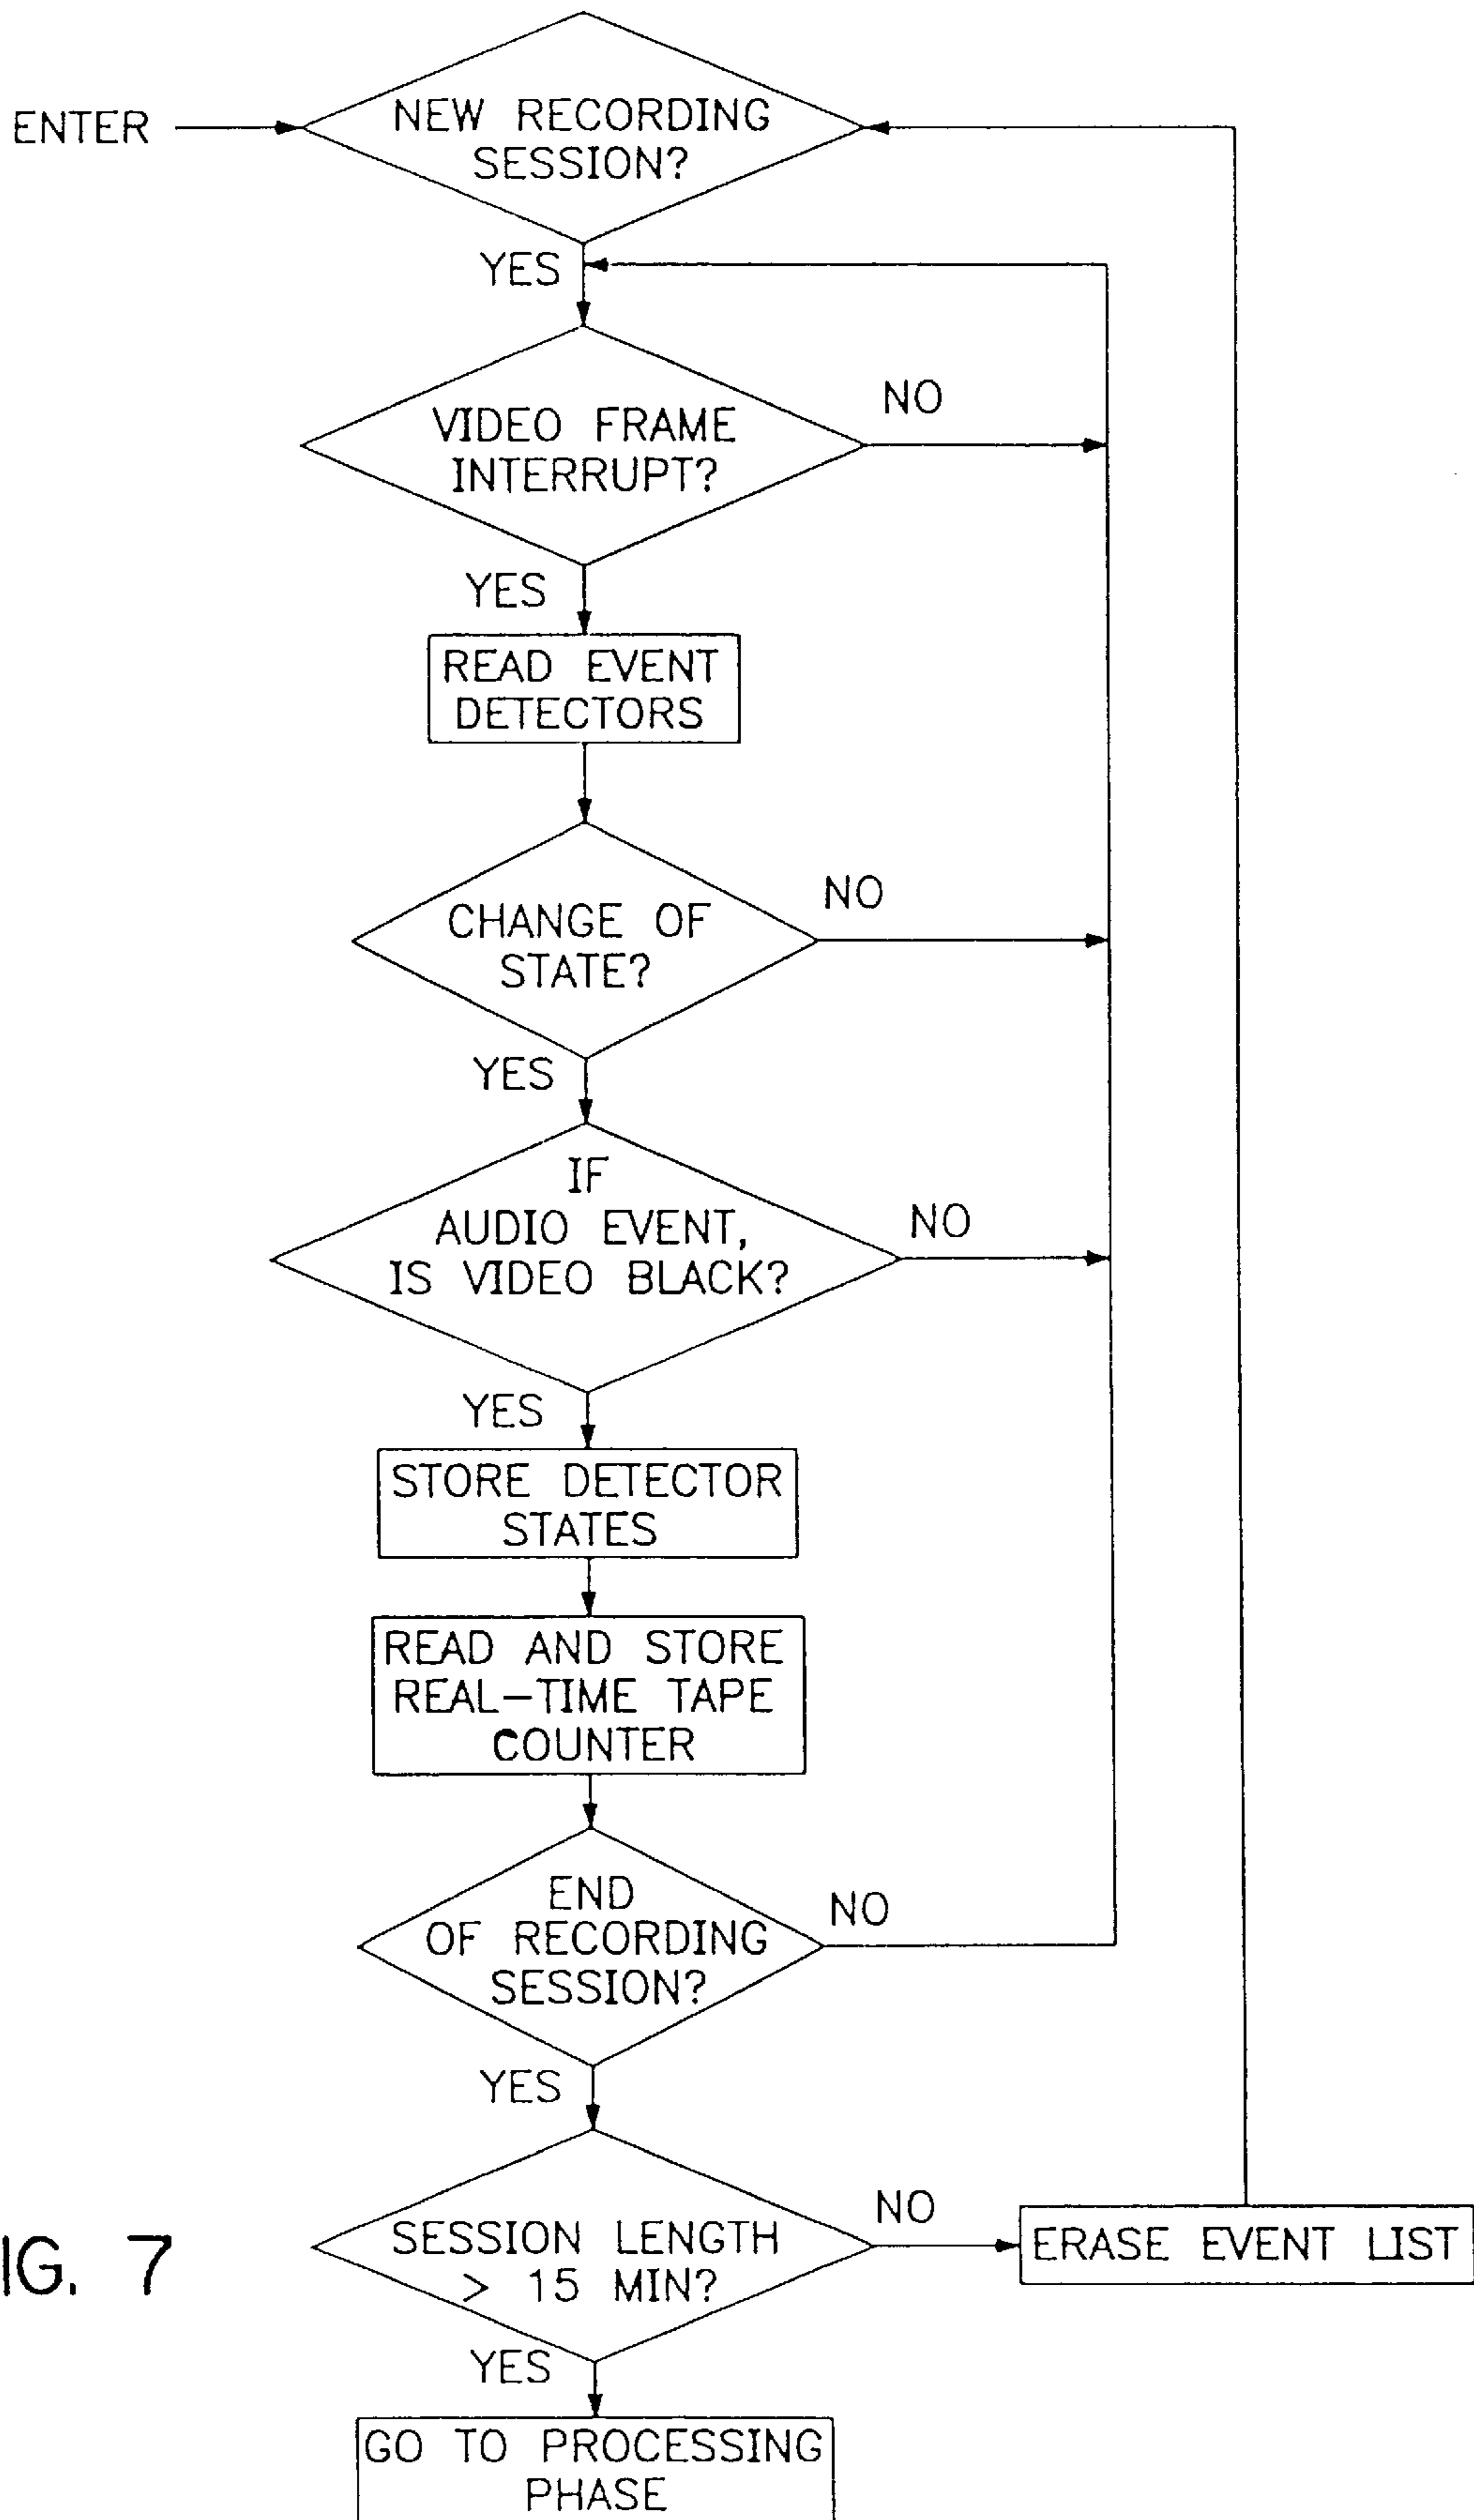 ENTER
NEW RECORDING
SESSION?
YES
VIDEO FRAME
INTERRUPT?
NO
YES
READ EVENT
DETECTORS
CHANGE OF
STATE?
NO
YES
IF
AUDIO EVENT,
IS VIDEO BLACK?
NO
YES
STORE DETECTOR
STATES
READ AND STORE
REAL-TIME TAPE
COUNTER
END
OF RECORDING
SESSION?
NO
YES
SESSION LENGTH
> 15 MIN?
NO
ERASE EVENT LIST
YES
GO TO PROCESSING
PHASE
IG. 7